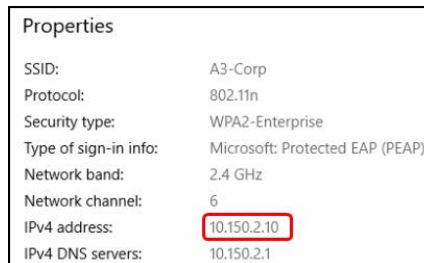 Properties
SSID: A3-Corp
Protocol: 802.11n
Security type: WPA2-Enterprise
Type of sign-in info: Microsoft: Protected EAP (PEAP)
Network band: 2.4 GHz
Network channel: 6
IPv4 address: 10.150.2.10
IPv4 DNS servers: 10.150.2.1